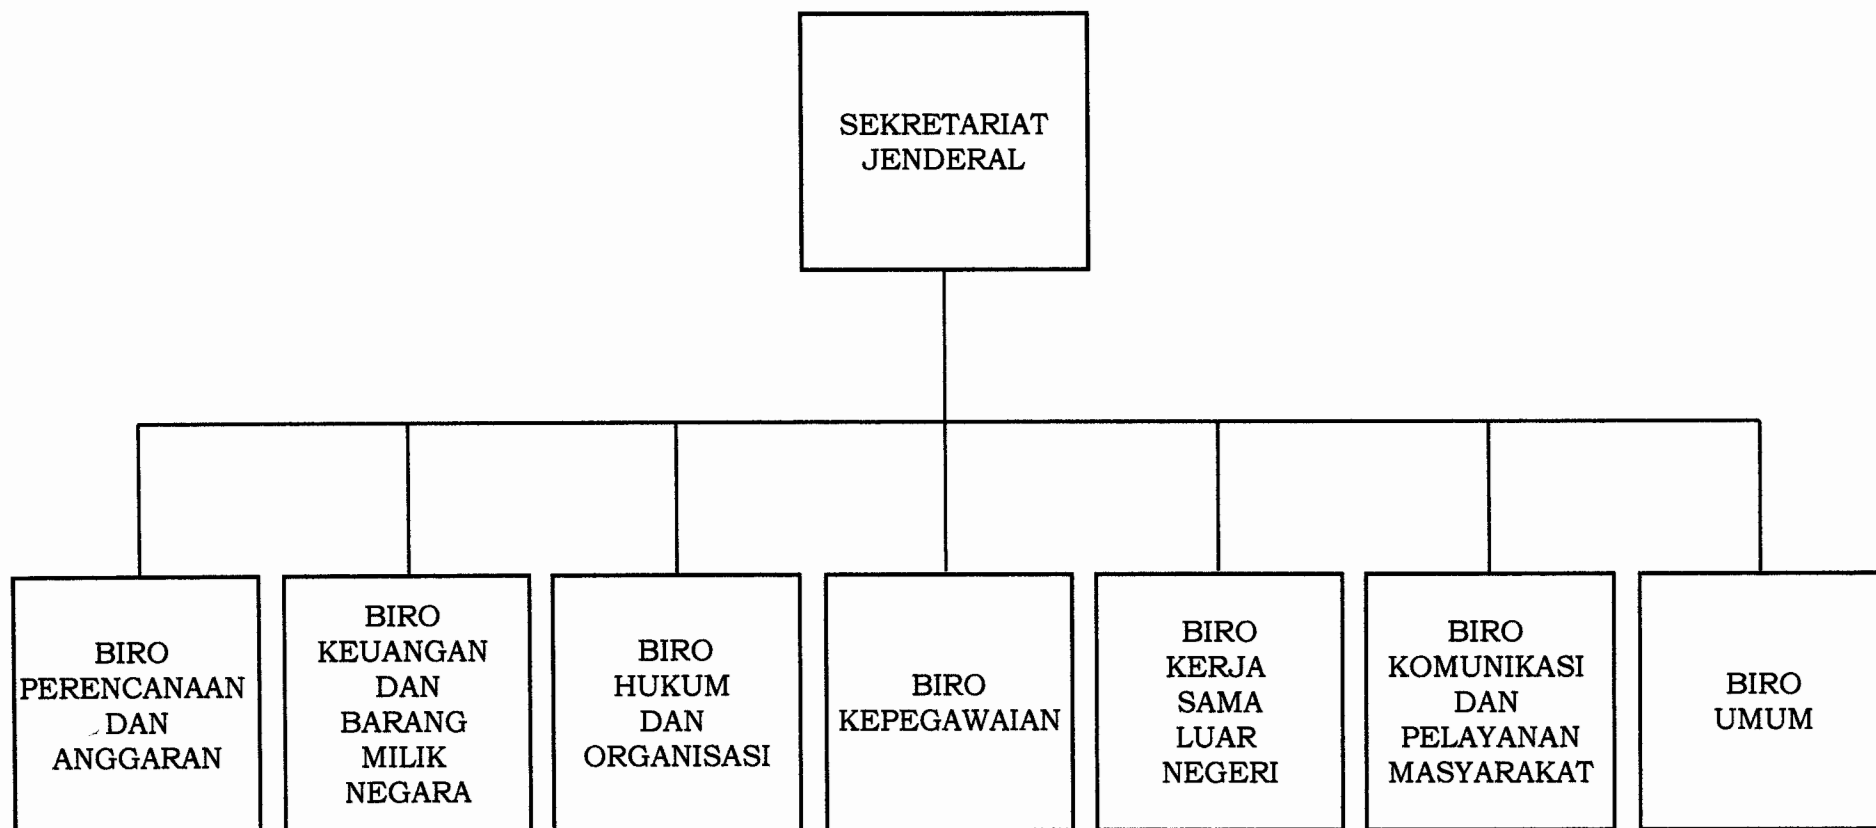 SEKRETARIAT
JENDERAL
BIRO
PERENCANAAN
DAN
ANGGARAN
BIRO
KEUANGAN
DAN
BARANG
MILIK
NEGARA
BIRO
HUKUM
DAN
ORGANISASI
BIRO
KEPEGAWAIAN
BIRO
KERJA
SAMA
LUAR
NEGERI
BIRO
KOMUNIKASI
DAN
PELAYANAN
MASYARAKAT
BIRO
UMUM